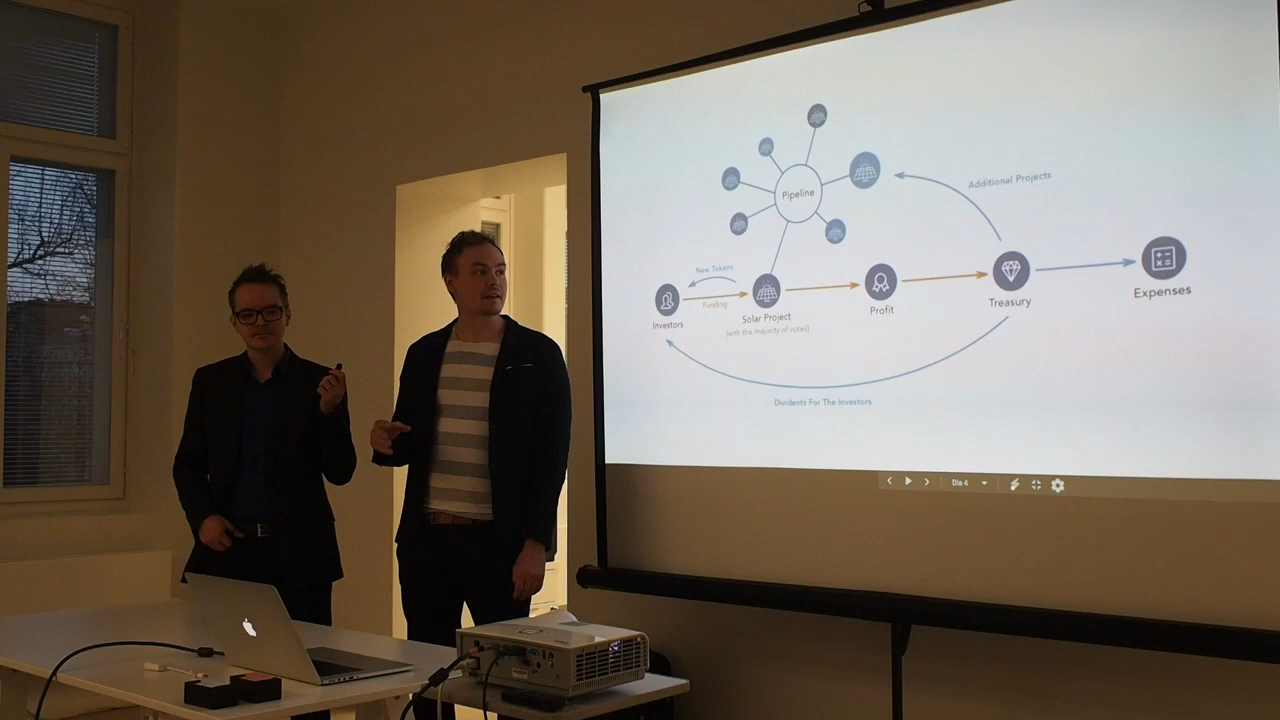 Pipeline
Additional Projects
New Tokens
Funding
Investors
Solar Project
(with the majority of votes)
Profit
Treasury
Expenses
Dividents For The Investors
Dia 4